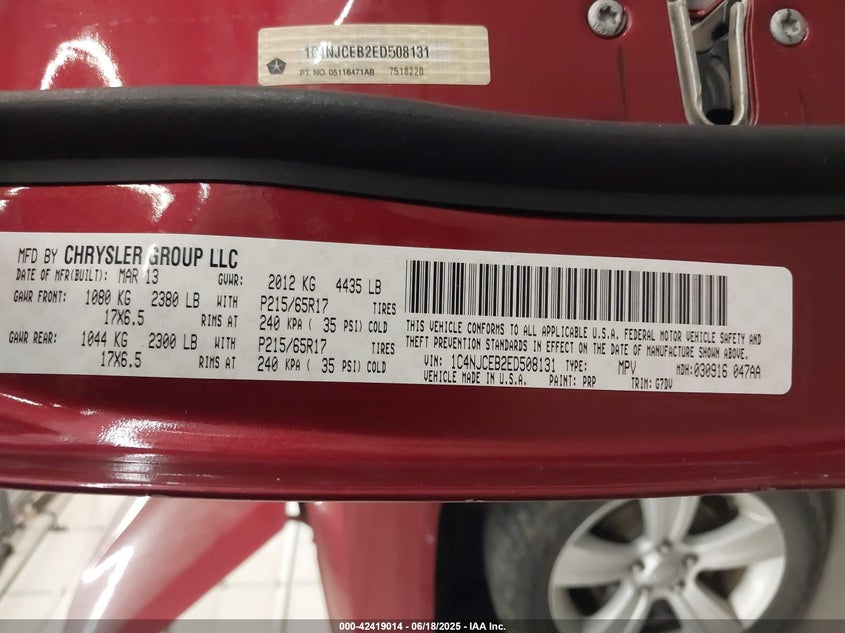 1C4NJCEB2ED508131
PT. NO. 05116471AB 7518220
MFD BY CHRYSLER GROUP LLC
DATE OF MFR(BUILT): MAR 13 GVWR: 2012 KG 4435 LB
GAWR FRONT: 1080 KG 2380 LB WITH P215/65R17 TIRES
17X6.5 RIMS AT 240 KPA ( 35 PSI) COLD
GAWR REAR: 1044 KG 2300 LB WITH P215/65R17 TIRES
17X6.5 RIMS AT 240 KPA ( 35 PSI) COLD
THIS VEHICLE CONFORMS TO ALL APPLICABLE U.S.A. FEDERAL MOTOR VEHICLE SAFETY AND
THEFT PREVENTION STANDARDS IN EFFECT ON THE DATE OF MANUFACTURE SHOWN ABOVE.
VIN: 1C4NJCEB2ED508131 TYPE: MPV MDH: 030916 047AA
VEHICLE MADE IN U.S.A. PAINT: PRP TRIM: G7DV
000-42419014 - 06/18/2025 - IAA Inc.